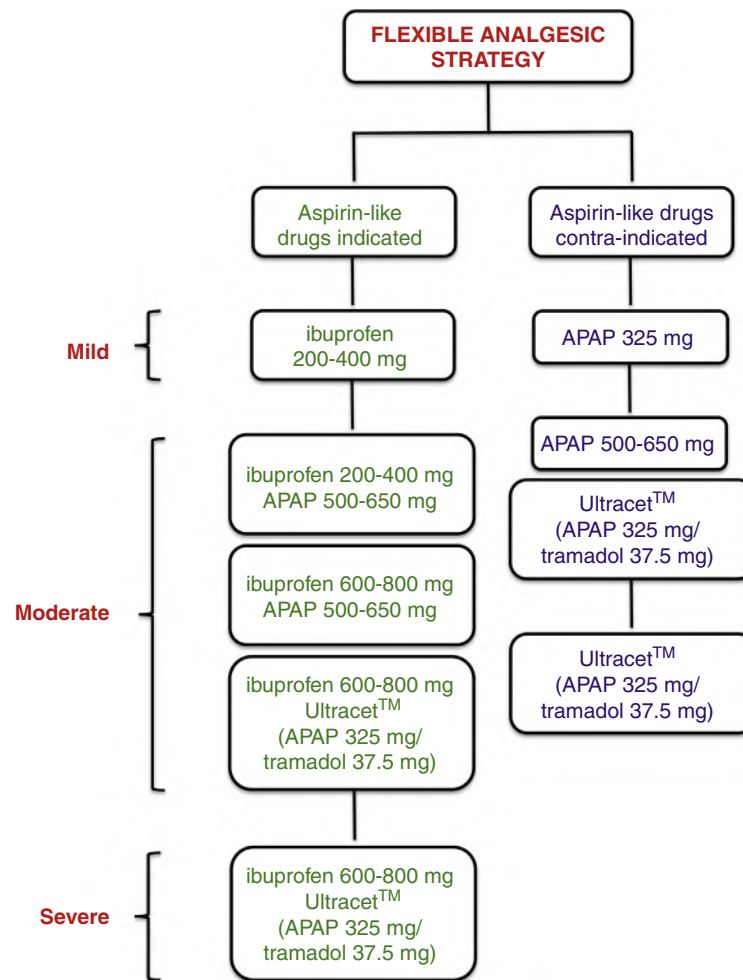 FLEXIBLE ANALGESIC
STRATEGY
Aspirin-like
drugs indicated
Aspirin-like drugs
contra-indicated
Mild
ibuprofen
200-400 mg
APAP 325 mg
Moderate
ibuprofen 200-400 mg
APAP 500-650 mg
ibuprofen 600-800 mg
APAP 500-650 mg
ibuprofen 600-800 mg
Ultracet™
(APAP 325 mg/
tramadol 37.5 mg)
APAP 500-650 mg
Ultracet™
(APAP 325 mg/
tramadol 37.5 mg)
Ultracet™
(APAP 325 mg/
tramadol 37.5 mg)
Severe
ibuprofen 600-800 mg
Ultracet™
(APAP 325 mg/
tramadol 37.5 mg)